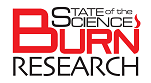 STATE of the
SCIENCE
BURN
RESEARCH